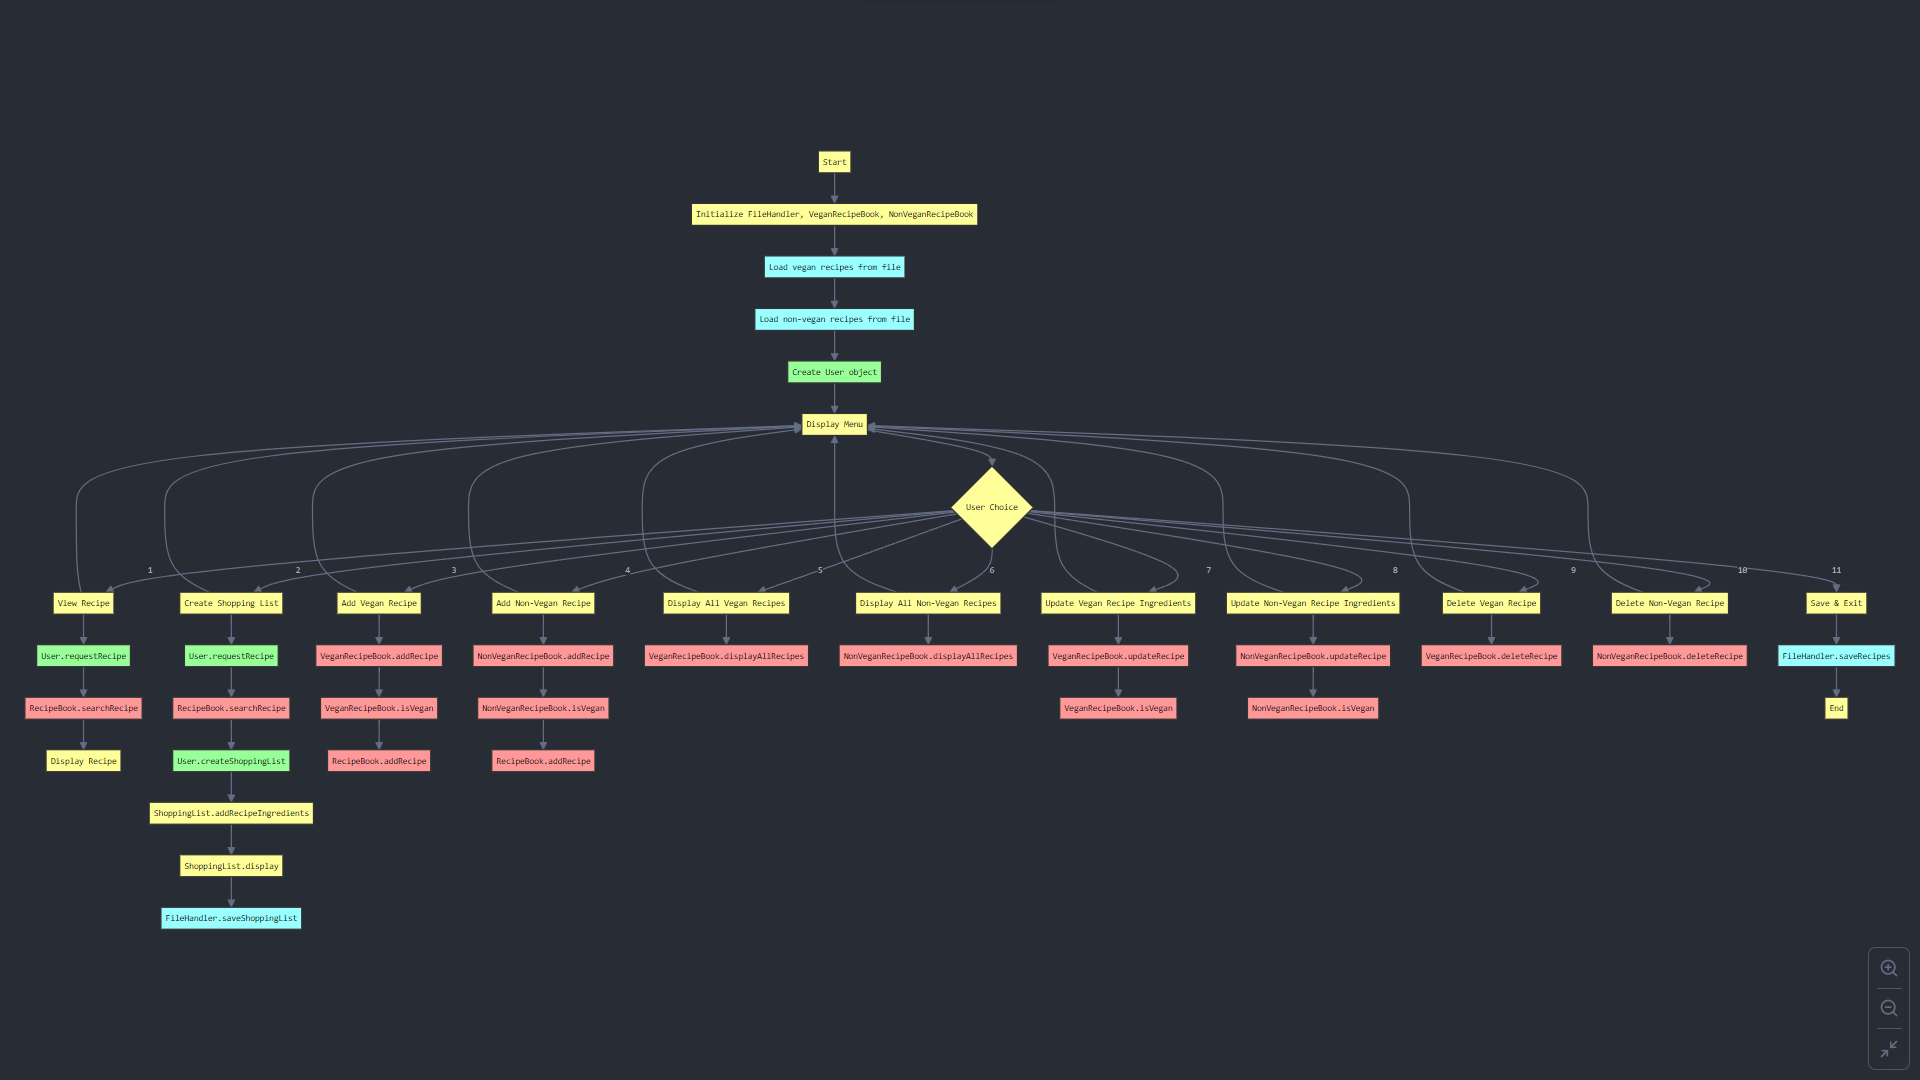 Start
Initialize FileHandler, VeganRecipeBook, NonVeganRecipeBook
Load vegan recipes from file
Load non-vegan recipes from file
Create User object
Display Menu
User Choice
1
2
3
4
5
6
7
8
9
10
11
View Recipe
Create Shopping List
Add Vegan Recipe
Add Non-Vegan Recipe
Display All Vegan Recipes
Display All Non-Vegan Recipes
Update Vegan Recipe Ingredients
Update Non-Vegan Recipe Ingredients
Delete Vegan Recipe
Delete Non-Vegan Recipe
Save & Exit
User.requestRecipe
User.requestRecipe
VeganRecipeBook.addRecipe
NonVeganRecipeBook.addRecipe
VeganRecipeBook.displayAllRecipes
NonVeganRecipeBook.displayAllRecipes
VeganRecipeBook.updateRecipe
NonVeganRecipeBook.updateRecipe
VeganRecipeBook.deleteRecipe
NonVeganRecipeBook.deleteRecipe
FileHandler.saveRecipes
RecipeBook.searchRecipe
RecipeBook.searchRecipe
VeganRecipeBook.isVegan
NonVeganRecipeBook.isVegan
VeganRecipeBook.isVegan
NonVeganRecipeBook.isVegan
End
Display Recipe
User.createShoppingList
RecipeBook.addRecipe
RecipeBook.addRecipe
ShoppingList.addRecipeIngredients
ShoppingList.display
FileHandler.saveShoppingList